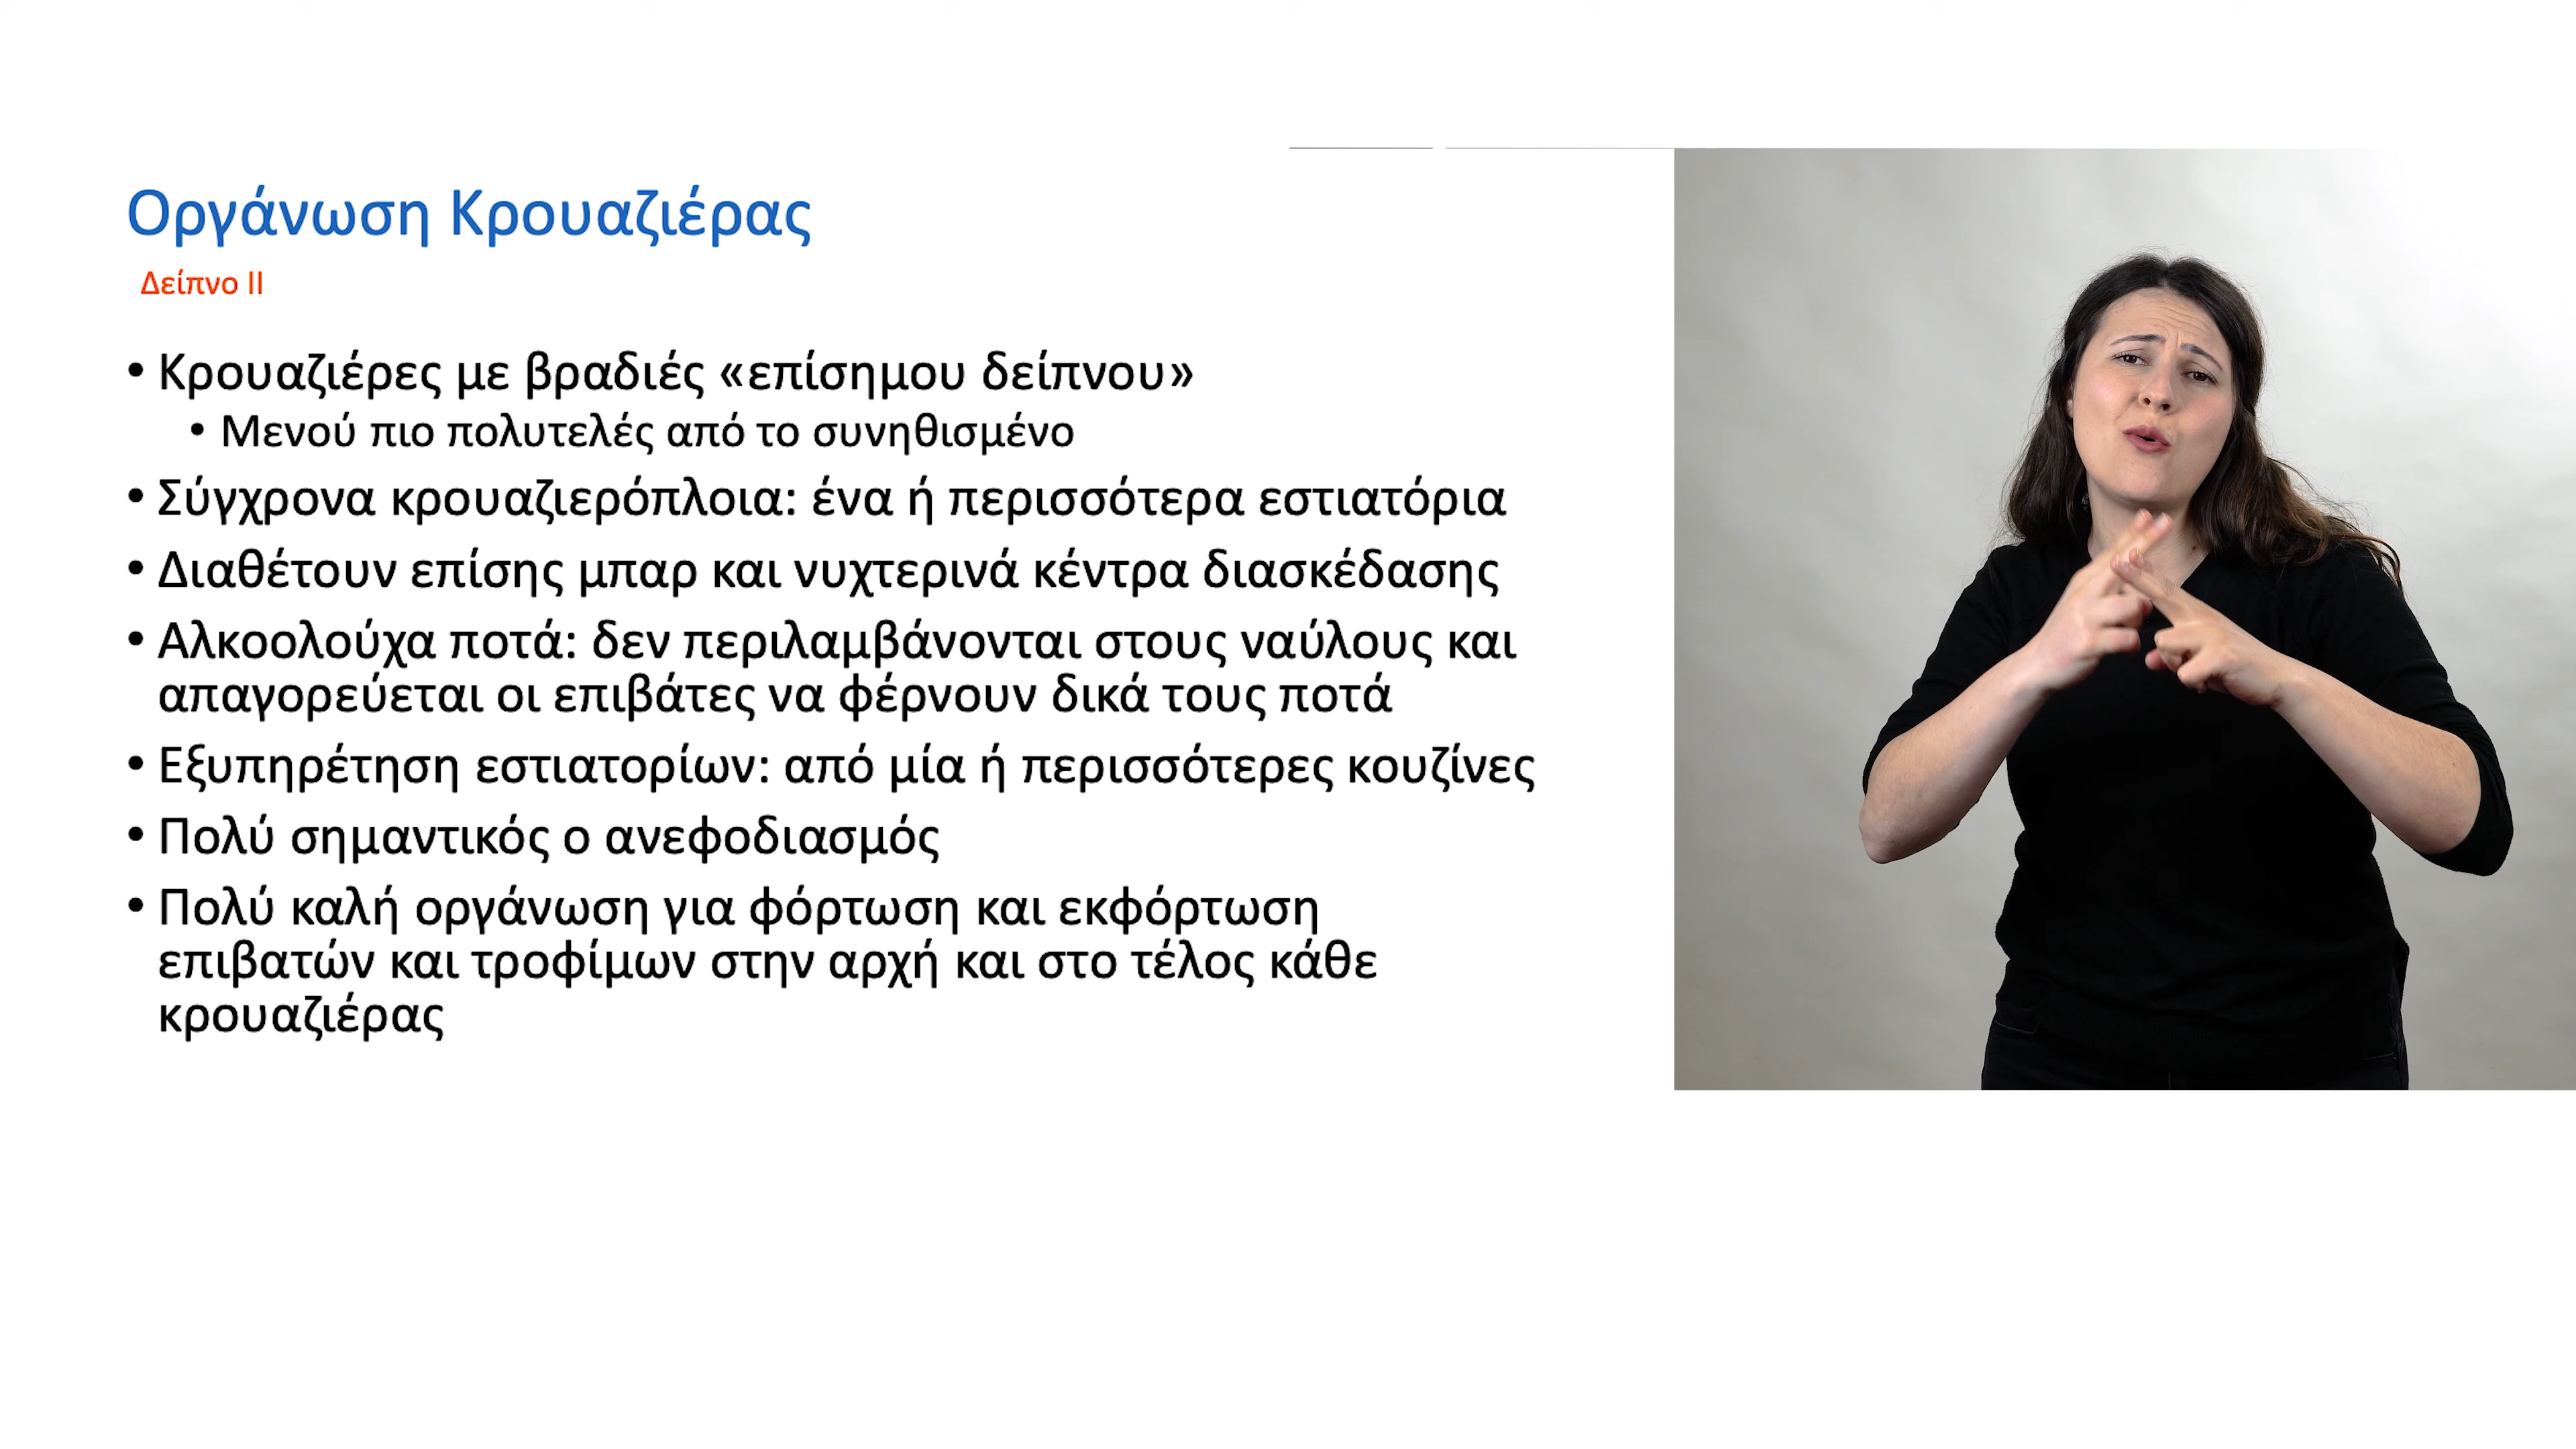 Οργάνωση Κρουαζιέρας
Δείπνο II
• Κρουαζιέρες με βραδιές «επίσημου δείπνου»
• Μενού πιο πολυτελές από το συνηθισμένο
• Σύγχρονα κρουαζιερόπλοια: ένα ή περισσότερα εστιατόρια
• Διαθέτουν επίσης μπαρ και νυχτερινά κέντρα διασκέδασης
• Αλκοολούχα ποτά: δεν περιλαμβάνονται στους ναύλους και
απαγορεύεται οι επιβάτες να φέρνουν δικά τους ποτά
• Εξυπηρέτηση εστιατορίων: από μία ή περισσότερες κουζίνες
• Πολύ σημαντικός ο ανεφοδιασμός
• Πολύ καλή οργάνωση για φόρτωση και εκφόρτωση
επιβατών και τροφίμων στην αρχή και στο τέλος κάθε
κρουαζιέρας